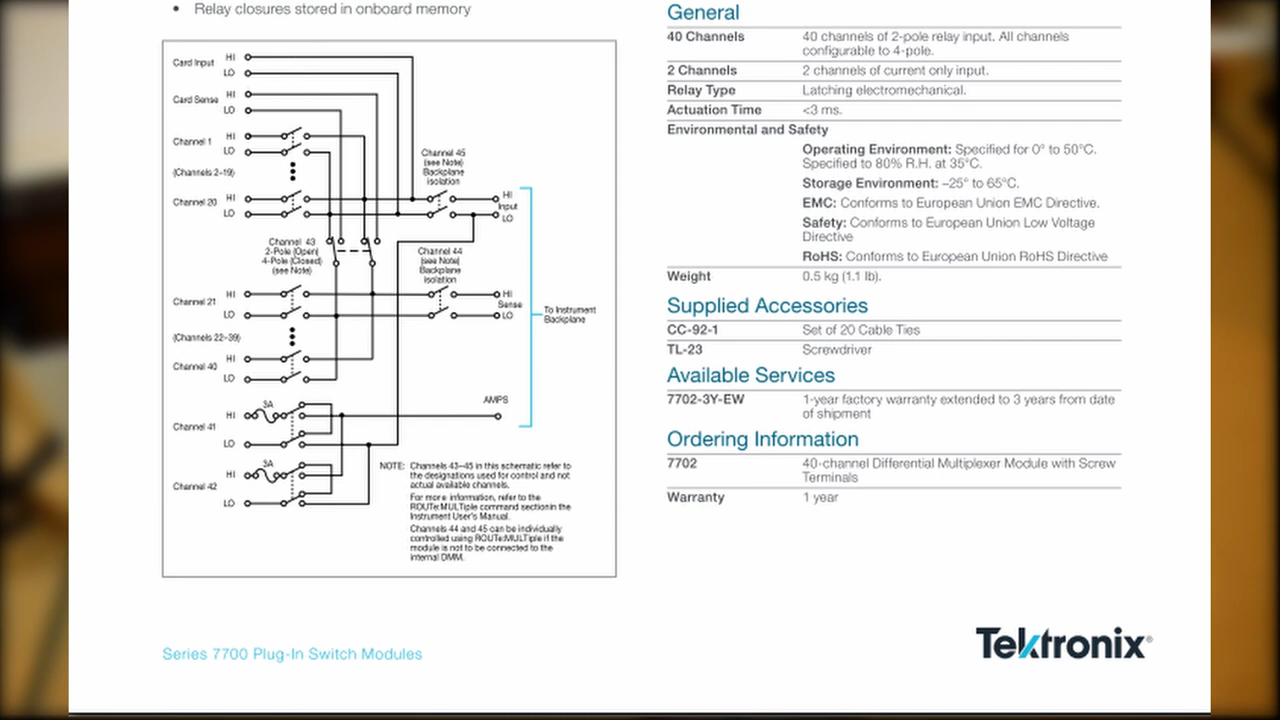 • Relay closures stored in onboard memory
Card Input HI
LO
Card Sense HI
LO
Channel 1 HI
LO
(Channels 2–19)
Channel 20 HI
LO
Channel 45
(see Note)
Backplane
isolation
HI
Input
LO
Channel 43
2-Pole (Open)
4-Pole (Closed)
(see Note)
Channel 44
(see Note)
Backplane
isolation
Channel 21 HI
LO
HI
Sense
LO
To Instrument
Backplane
(Channels 22–39)
Channel 40 HI
LO
Channel 41 HI
3A
LO
AMPS
Channel 42 HI
3A
LO
NOTE: Channels 43–45 in this schematic refer to
the designations used for control and not
actual available channels.
For more information, refer to the
ROUTe:MULTiple command sectionin the
Instrument User's Manual.
Channels 44 and 45 can be individually
controlled using ROUTe:MULTiple if the
module is not to be connected to the
internal DMM.
General
40 Channels 40 channels of 2-pole relay input. All channels
configurable to 4-pole.
2 Channels 2 channels of current only input.
Relay Type Latching electromechanical.
Actuation Time <3 ms.
Environmental and Safety
Operating Environment: Specified for 0° to 50°C.
Specified to 80% R.H. at 35°C.
Storage Environment: –25° to 65°C.
EMC: Conforms to European Union EMC Directive.
Safety: Conforms to European Union Low Voltage
Directive
RoHS: Conforms to European Union RoHS Directive
Weight 0.5 kg (1.1 lb).
Supplied Accessories
CC-92-1 Set of 20 Cable Ties
TL-23 Screwdriver
Available Services
7702-3Y-EW 1-year factory warranty extended to 3 years from date
of shipment
Ordering Information
7702 40-channel Differential Multiplexer Module with Screw
Terminals
Warranty 1 year
Series 7700 Plug-In Switch Modules
Tektronix®